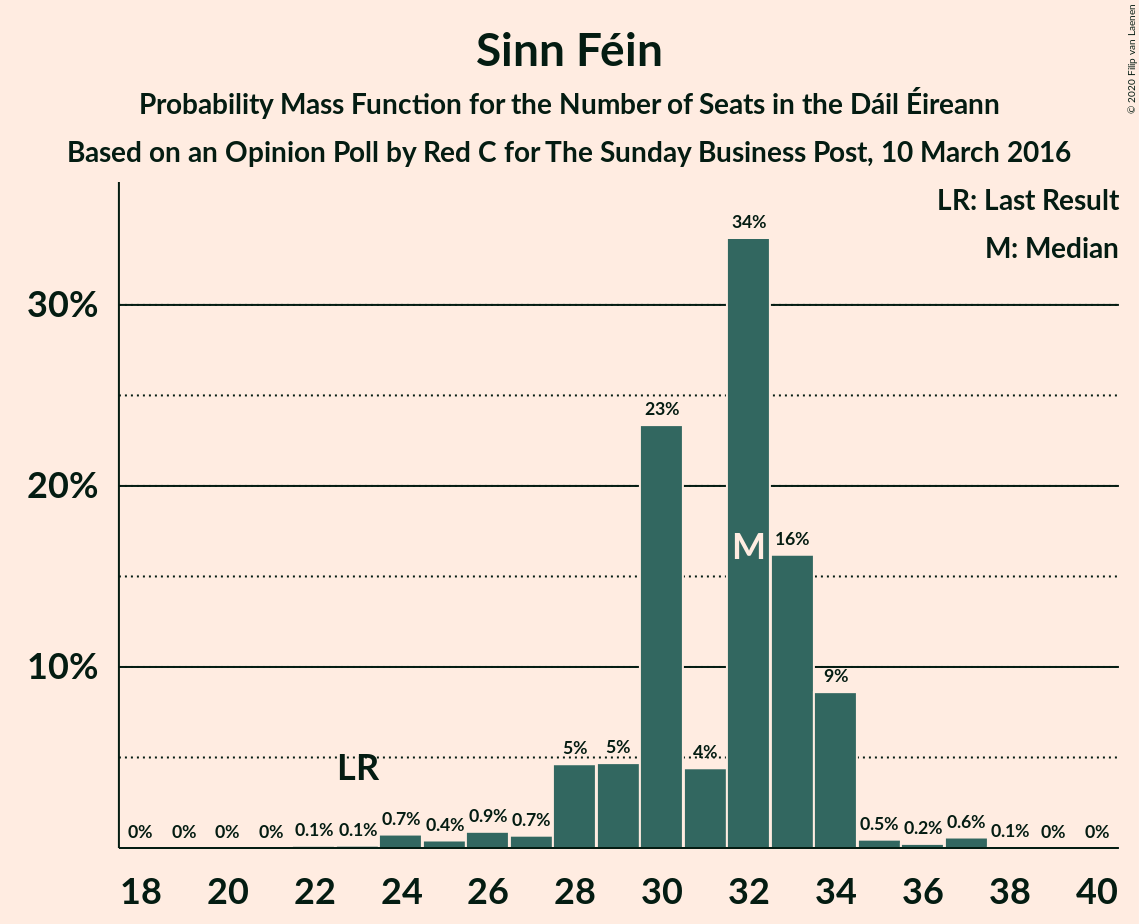 © 2020 Filip van Laenen
Sinn Féin
Probability Mass Function for the Number of Seats in the Dáil Éireann
Based on an Opinion Poll by Red C for The Sunday Business Post, 10 March 2016
LR: Last Result
M: Median
34%
30%
23%
20%
M
16%
10%
9%
5%
5%
4%
LR
0%
0%
0%
0%
0.1%
0.1%
0.7%
0.4%
0.9%
0.7%
0.5%
0.2%
0.6%
0.1%
0%
0%
18 20 22 24 26 28 30 32 34 36 38 40